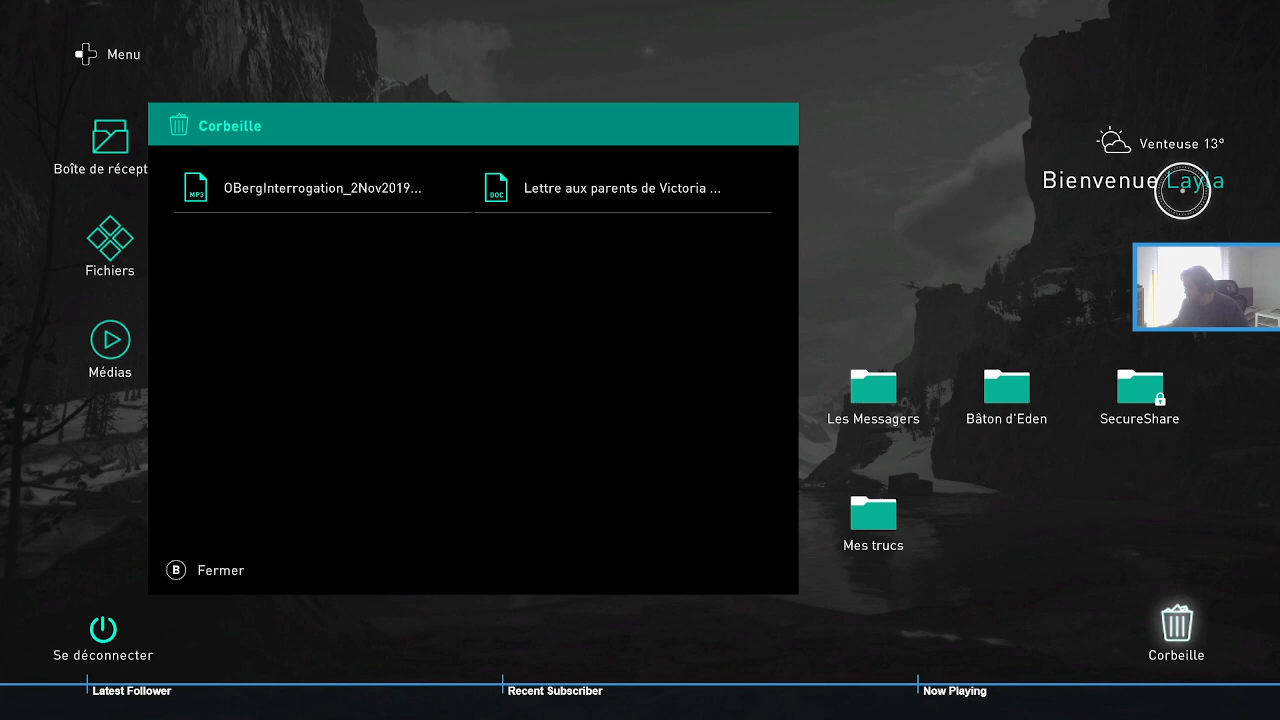 Menu
Corbeille
MP3
OBergInterrogation_2Nov2019...
DOC
Lettre aux parents de Victoria ...
Boîte de récept
Fichiers
Médias
Venteuse 13°
Bienvenue Layla
Les Messagers
Bâton d'Eden
SecureShare
Mes trucs
B Fermer
Se déconnecter
Corbeille
Latest Follower
Recent Subscriber
Now Playing